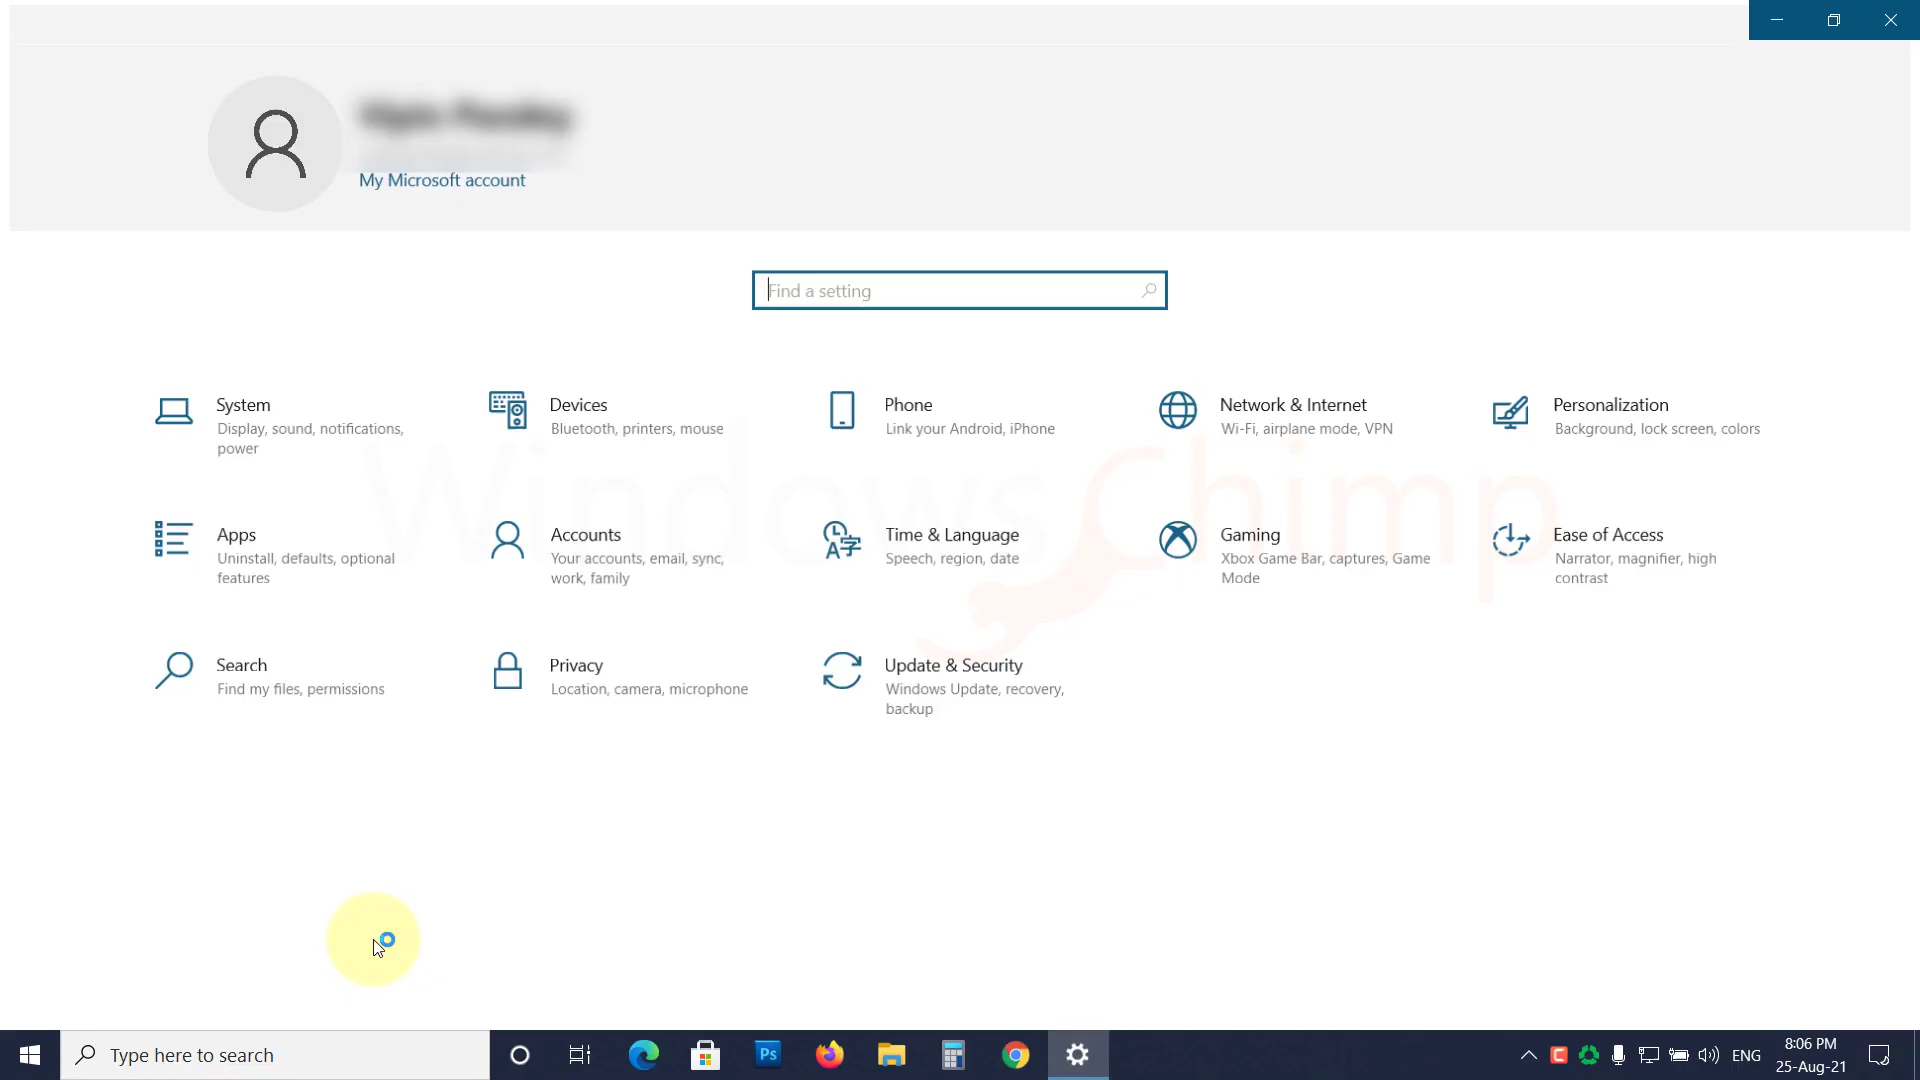 My Microsoft account
Find a setting
System
Display, sound, notifications,
power
Devices
Bluetooth, printers, mouse
Phone
Link your Android, iPhone
Network & Internet
Wi-Fi, airplane mode, VPN
Personalization
Background, lock screen, colors
Windows Chimp
Apps
Uninstall, defaults, optional
features
Accounts
Your accounts, email, sync,
work, family
Time & Language
Speech, region, date
Gaming
Xbox Game Bar, captures, Game
Mode
Ease of Access
Narrator, magnifier, high
contrast
Search
Find my files, permissions
Privacy
Location, camera, microphone
Update & Security
Windows Update, recovery,
backup
Type here to search
Ps
ENG
8:06 PM
25-Aug-21